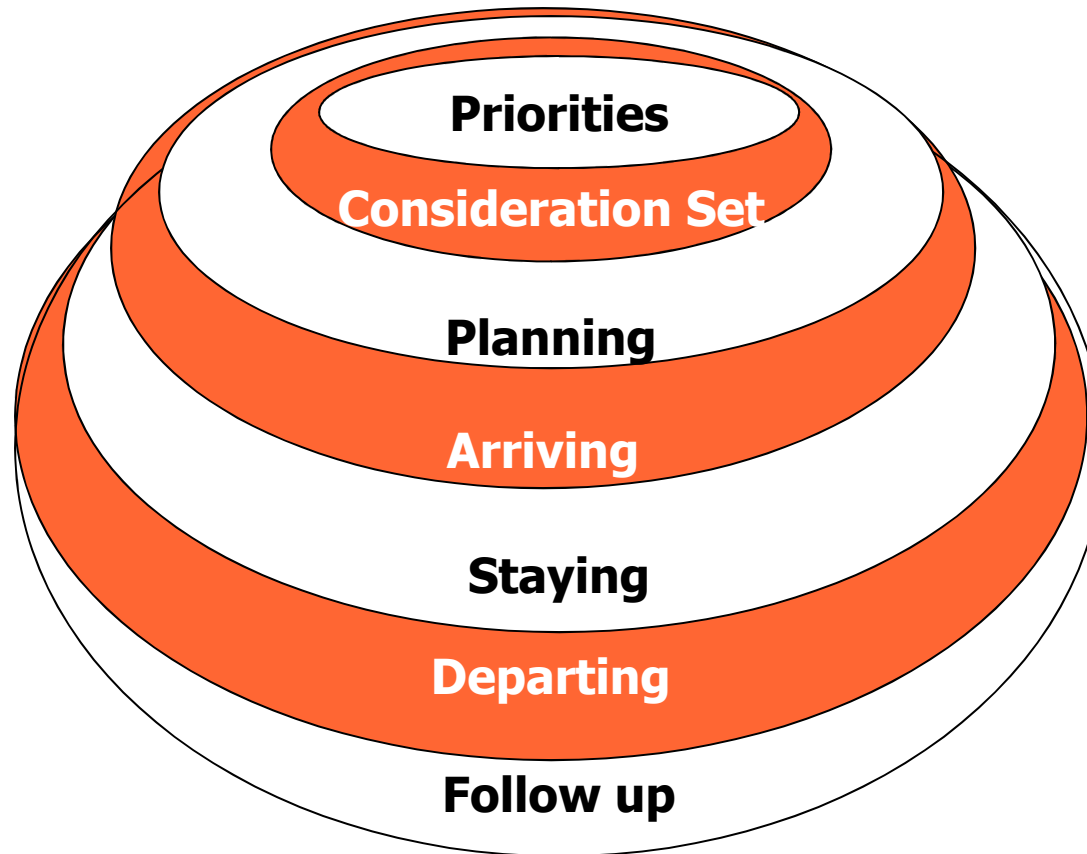 Priorities
Consideration Set
Planning
Arriving
Staying
Departing
Follow up